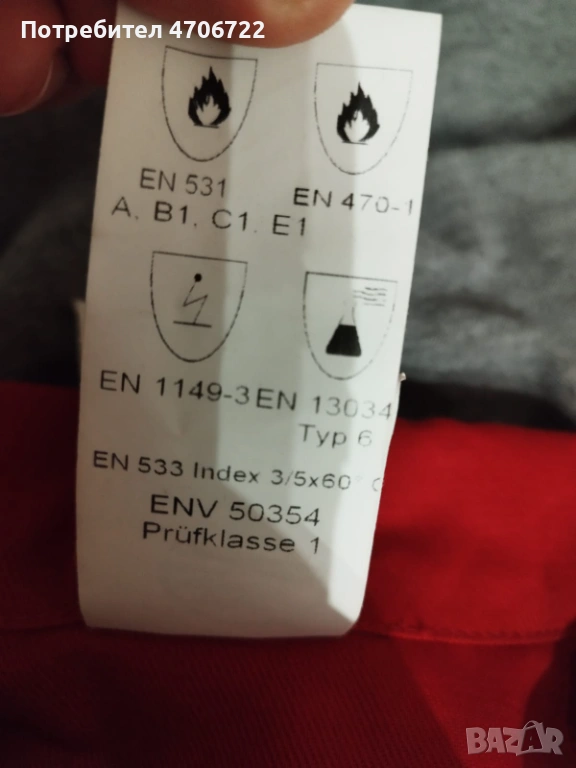 Потребител 4706722
EN 531
A, B1, C1, E1
EN 470-1
EN 1149-3
EN 13034
Typ 6
EN 533 Index 3/5x60° C
ENV 50354
Prüfklasse 1
BAZAR